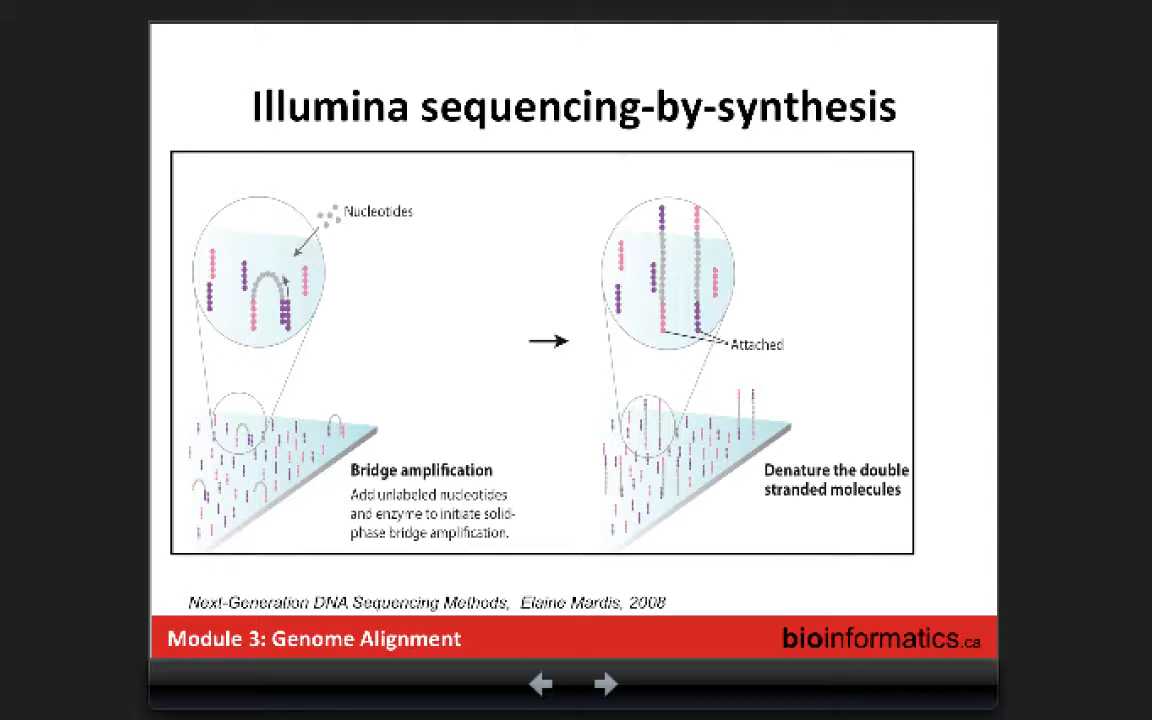 Illumina sequencing-by-synthesis
Nucleotides
Attached
Bridge amplification
Add unlabeled nucleotides
and enzyme to initiate solid-
phase bridge amplification.
Denature the double
stranded molecules
Next-Generation DNA Sequencing Methods, Elaine Mardis, 2008
Module 3: Genome Alignment
bioinformatics.ca